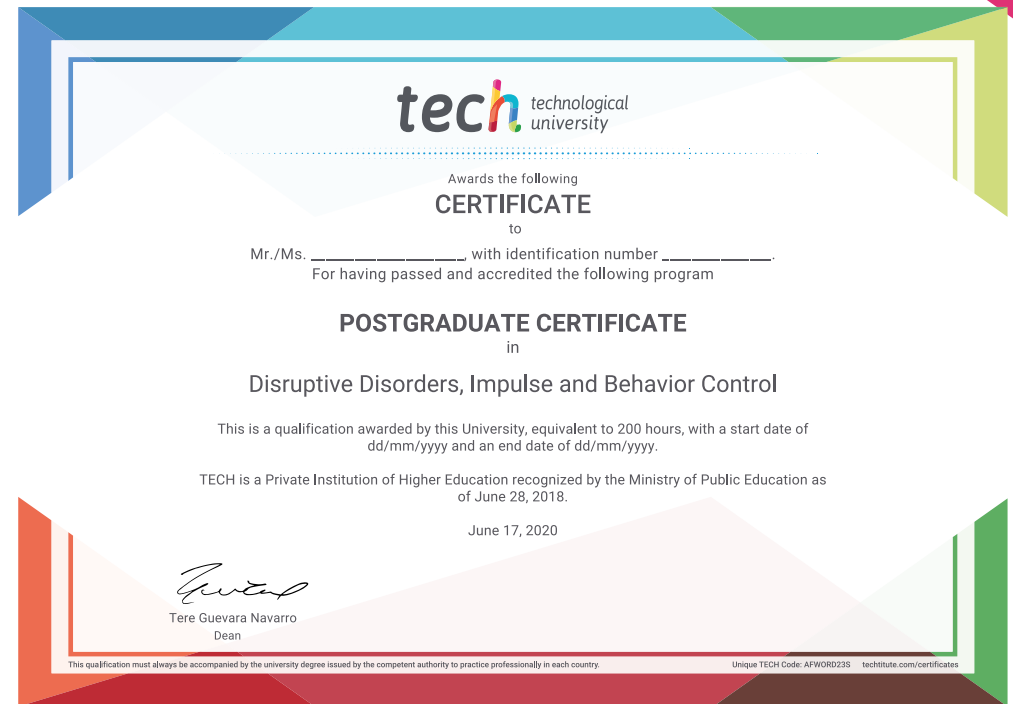 tech technological
university
Awards the following
CERTIFICATE
to
Mr./Ms. __________________, with identification number _____________.
For having passed and accredited the following program
POSTGRADUATE CERTIFICATE
in
Disruptive Disorders, Impulse and Behavior Control
This is a qualification awarded by this University, equivalent to 200 hours, with a start date of
dd/mm/yyyy and an end date of dd/mm/yyyy.
TECH is a Private Institution of Higher Education recognized by the Ministry of Public Education as
of June 28, 2018.
June 17, 2020
Tere Guevara Navarro
Dean
This qualification must always be accompanied by the university degree issued by the competent authority to practice professionally in each country.
Unique TECH Code: AFWORD23S techtitute.com/certificates